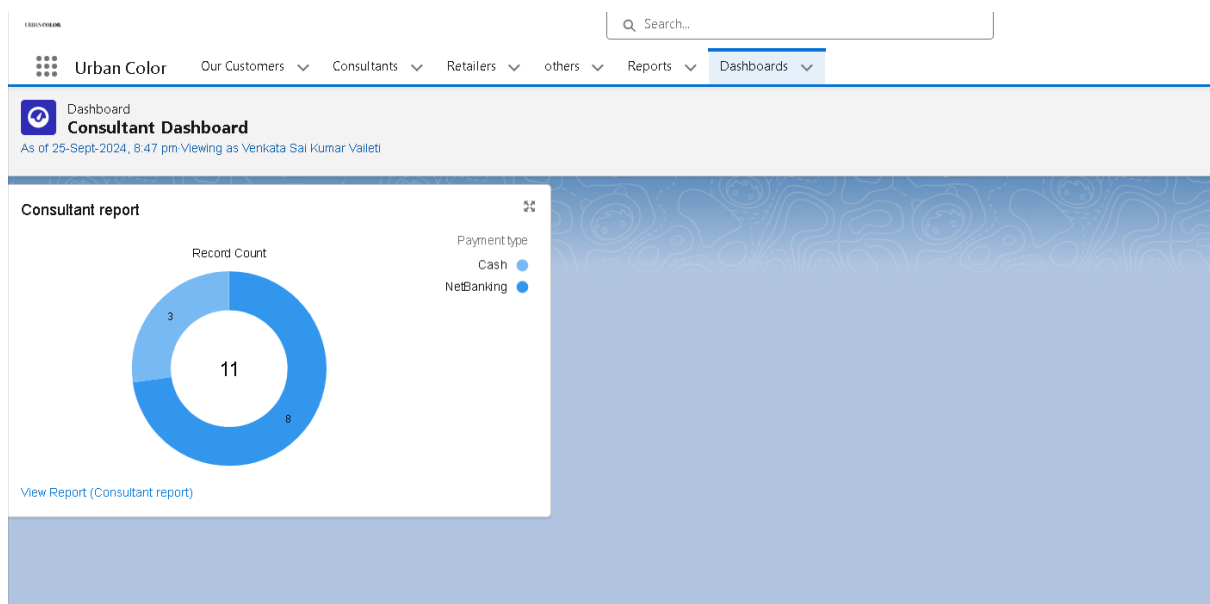 URBAN COLOR
Search...
Urban Color Our Customers Consultants Retailers others Reports Dashboards
Dashboard
Consultant Dashboard
As of 25-Sept-2024, 8:47 pm·Viewing as Venkata Sai Kumar Vaileti
Consultant report
Record Count
Payment type
Cash
NetBanking
3
11
8
View Report (Consultant report)